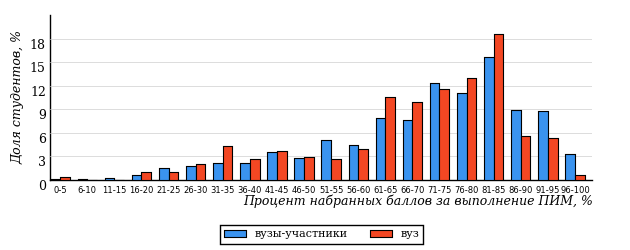 Доля студентов, %
18
15
12
9
6
3
0
0-5 6-10 11-15 16-20 21-25 26-30 31-35 36-40 41-45 46-50 51-55 56-60 61-65 66-70 71-75 76-80 81-85 86-90 91-95 96-100
Процент набранных баллов за выполнение ПИМ, %
вузы-участники вуз